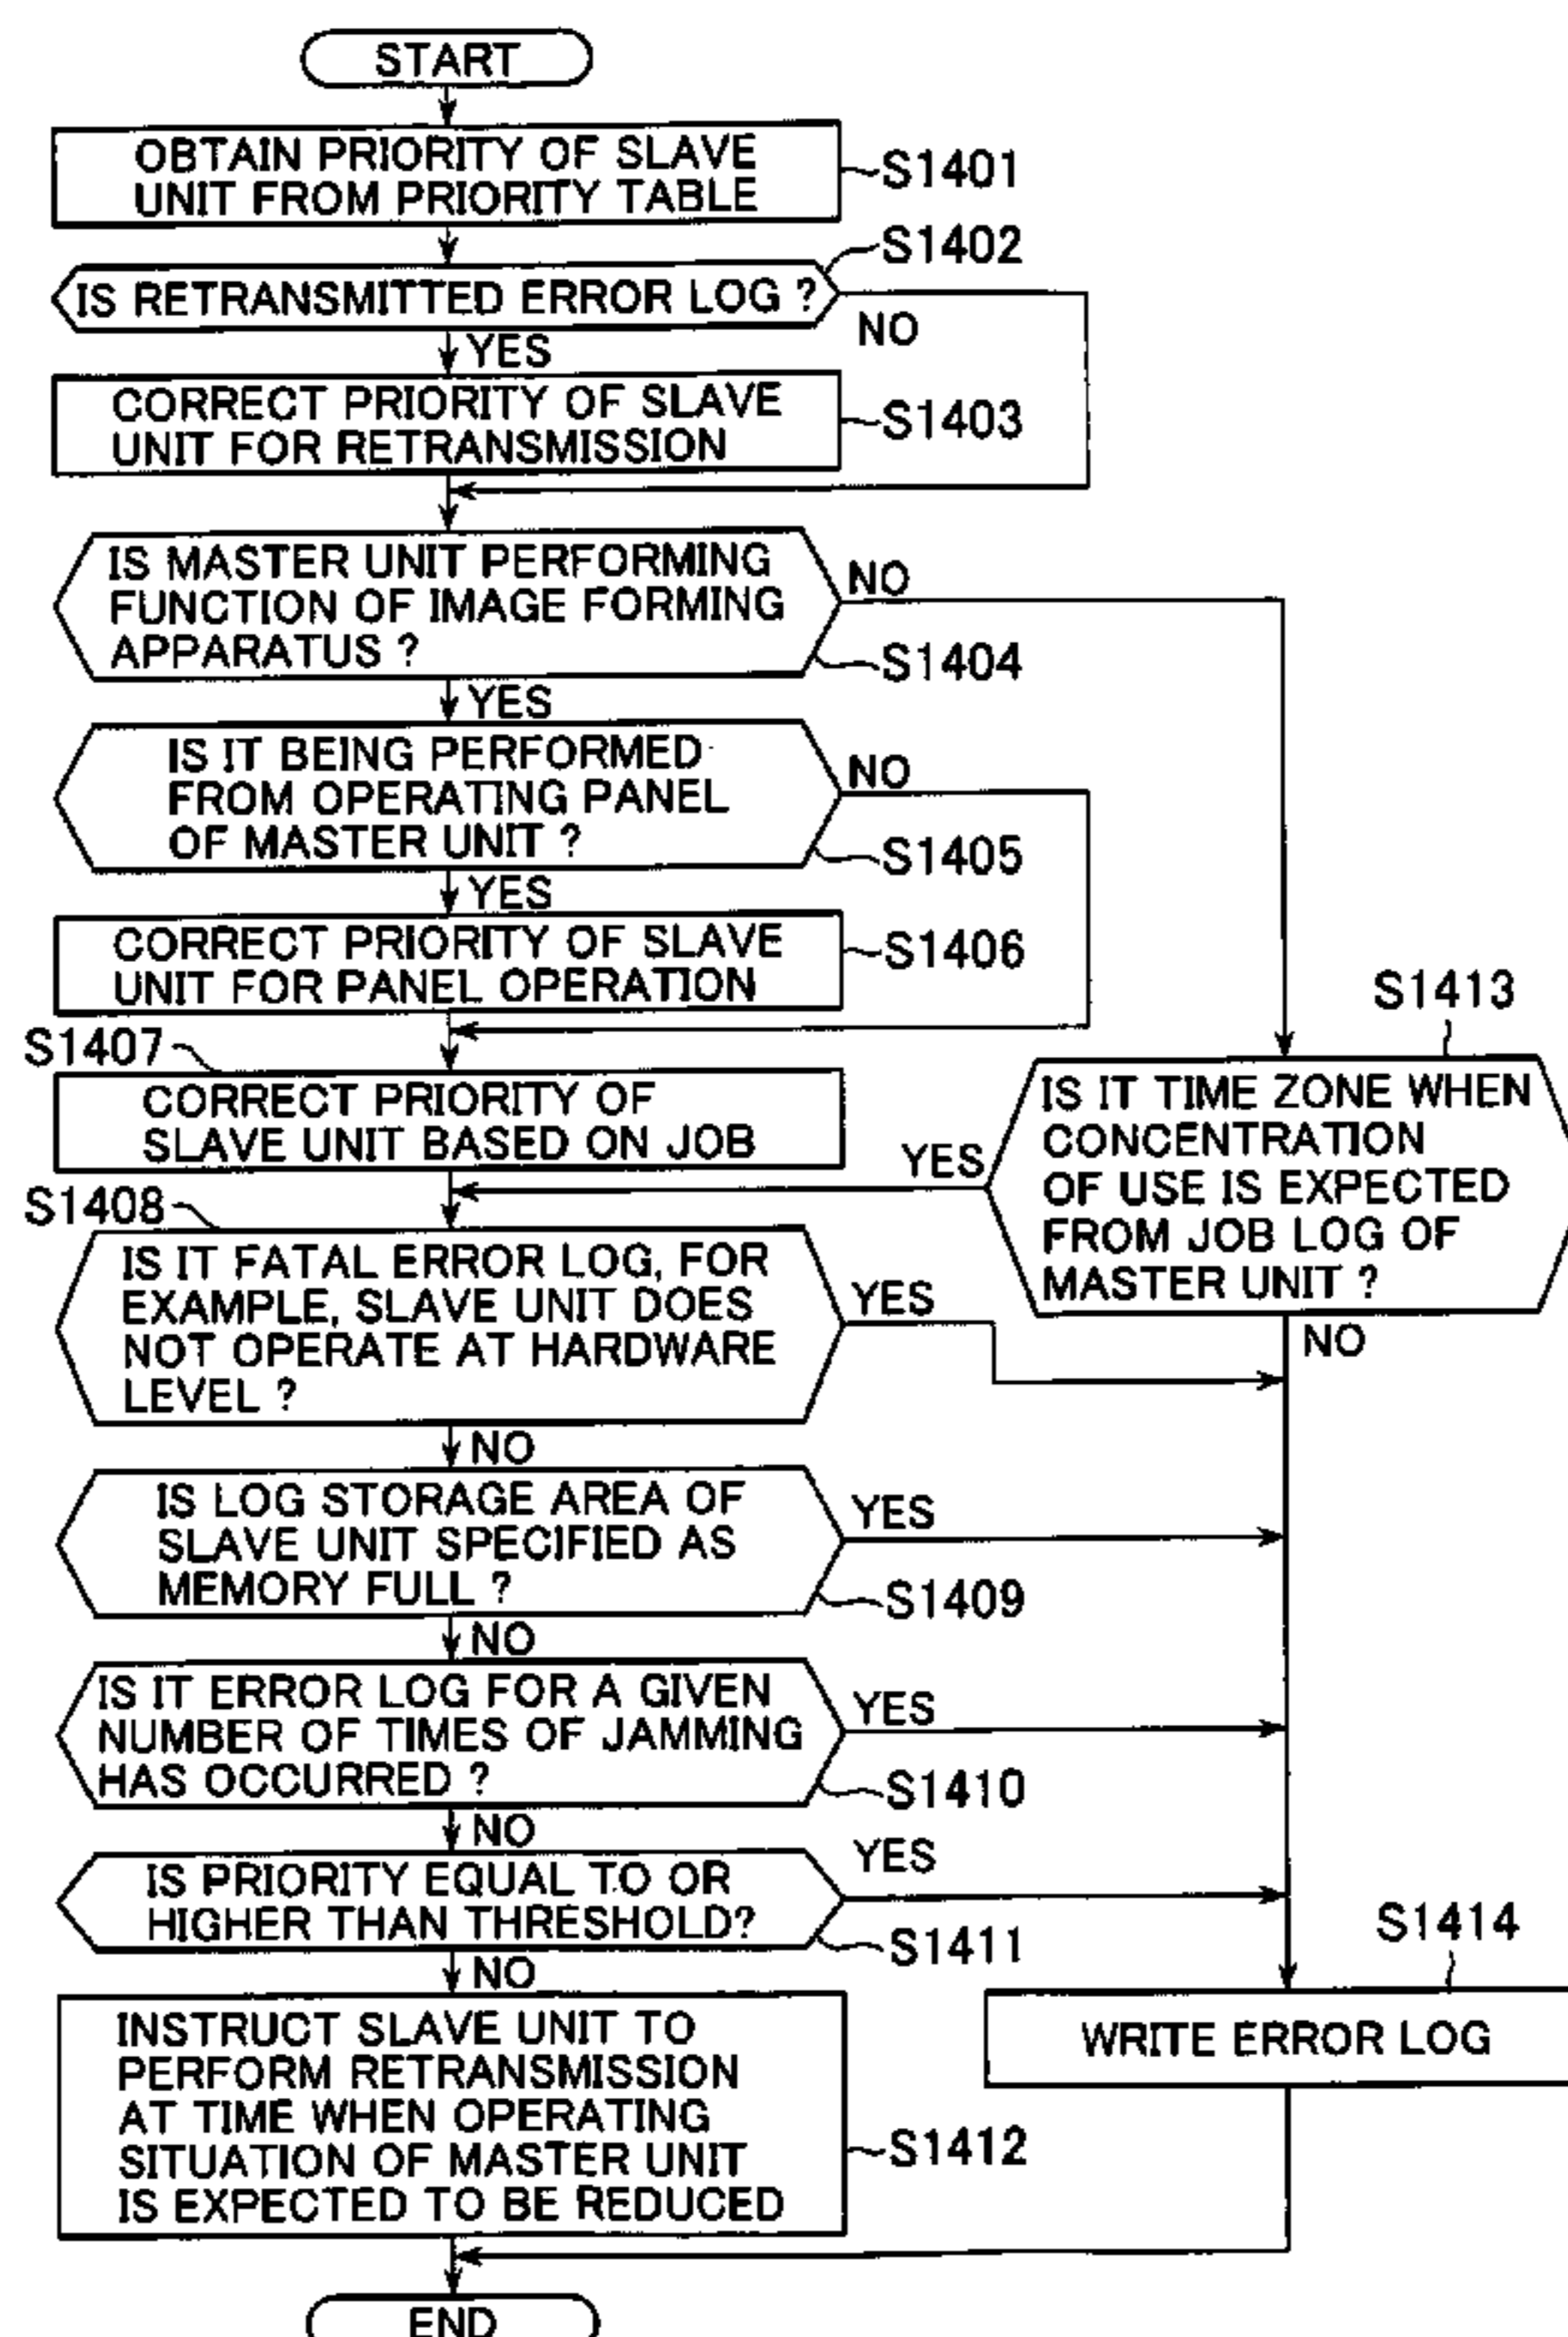 START
OBTAIN PRIORITY OF SLAVE
UNIT FROM PRIORITY TABLE
S1401
S1402
IS RETRANSMITTED ERROR LOG ?
NO
YES
CORRECT PRIORITY OF SLAVE
UNIT FOR RETRANSMISSION
S1403
IS MASTER UNIT PERFORMING
FUNCTION OF IMAGE FORMING
APPARATUS ?
NO
S1404
YES
IS IT BEING PERFORMED
FROM OPERATING PANEL
OF MASTER UNIT ?
NO
S1405
YES
CORRECT PRIORITY OF SLAVE
UNIT FOR PANEL OPERATION
S1406
S1407
CORRECT PRIORITY OF
SLAVE UNIT BASED ON JOB
S1413
IS IT TIME ZONE WHEN
CONCENTRATION
OF USE IS EXPECTED
FROM JOB LOG OF
MASTER UNIT ?
YES
NO
S1408
IS IT FATAL ERROR LOG, FOR
EXAMPLE, SLAVE UNIT DOES
NOT OPERATE AT HARDWARE
LEVEL ?
YES
NO
IS LOG STORAGE AREA OF
SLAVE UNIT SPECIFIED AS
MEMORY FULL ?
YES
S1409
NO
IS IT ERROR LOG FOR A GIVEN
NUMBER OF TIMES OF JAMMING
HAS OCCURRED ?
YES
S1410
NO
IS PRIORITY EQUAL TO OR
HIGHER THAN THRESHOLD?
YES
S1411
NO
INSTRUCT SLAVE UNIT TO
PERFORM RETRANSMISSION
AT TIME WHEN OPERATING
SITUATION OF MASTER UNIT
IS EXPECTED TO BE REDUCED
S1412
S1414
WRITE ERROR LOG
END